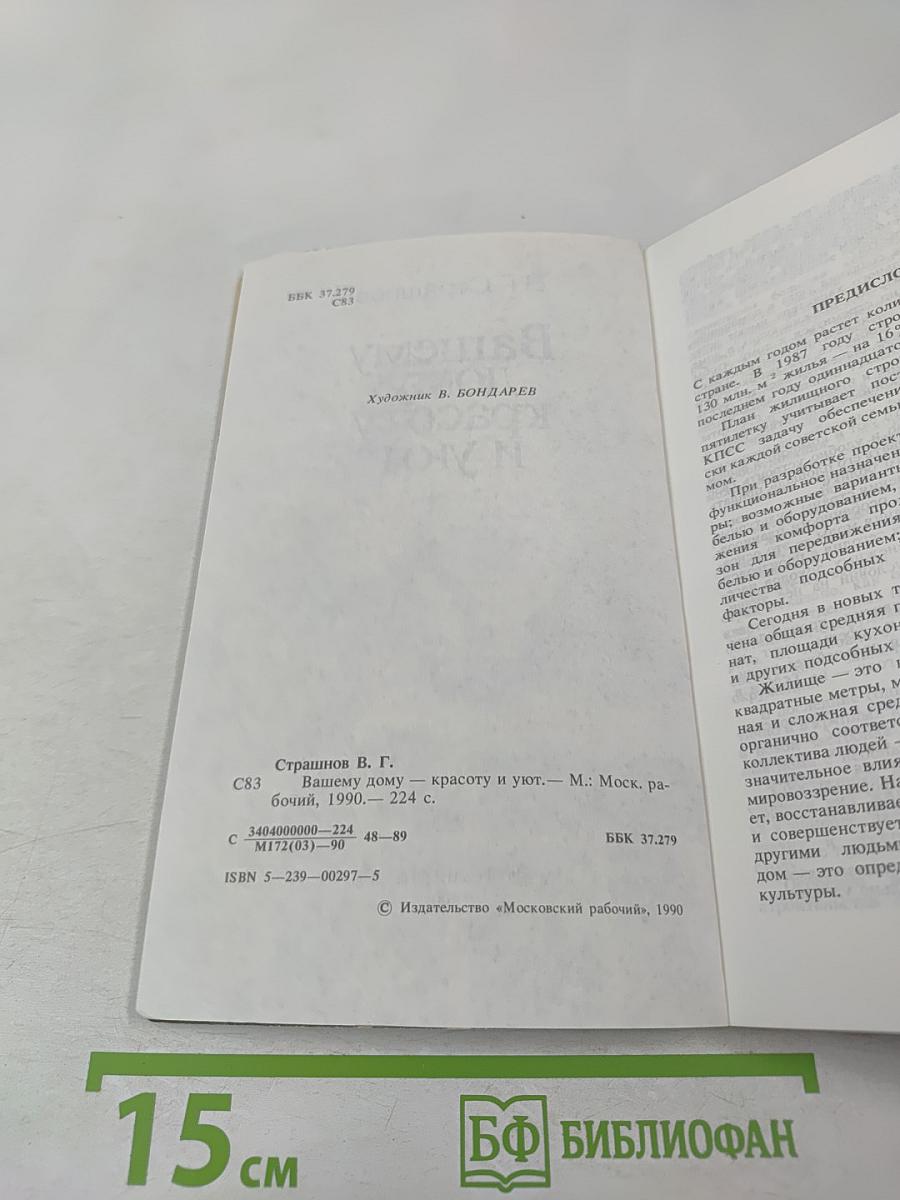 ББК 37.279
С83
Художник В. БОНДАРЕВ
Страшнов В. Г.
С83 Вашему дому — красоту и уют.— М.: Моск. ра-
бочий, 1990.— 224 с.
С 3404000000—224 48—89 ББК 37.279
М172(03)—90
ISBN 5—239—00297—5
© Издательство «Московский рабочий», 1990
ПРЕДИСЛО
С каждым годом растет коли
стране. В 1987 году стро
130 млн. м2 жилья — на 16%
последнем году одиннадцато
План жилищного стро
пятилетку учитывает пост
КПСС задачу обеспечени
ски каждой советской семь
мом.
При разработке проект
функциональное назначен
ры; возможные варианты
белью и оборудованием,
жения комфорта про
зон для передвижения
белью и оборудованием;
личества подсобных
факторы.
Сегодня в новых т
чена общая средняя п
нат, площади кухон
и других подсобных
Жилище — это
квадратные метры, м
ная и сложная сред
органично соответс
коллектива людей —
значительное влия
мировоззрение. На
ет, восстанавливае
и совершенствует
другими людьм
дом — это опред
культуры.
15 см
БФ БИБЛИОФАН